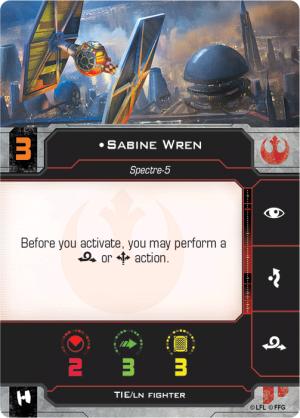 3
•Sabine Wren
Spectre-5
Before you activate, you may perform a
or action.
2 3 3
TIE/LN FIGHTER
©LFL ©FFG